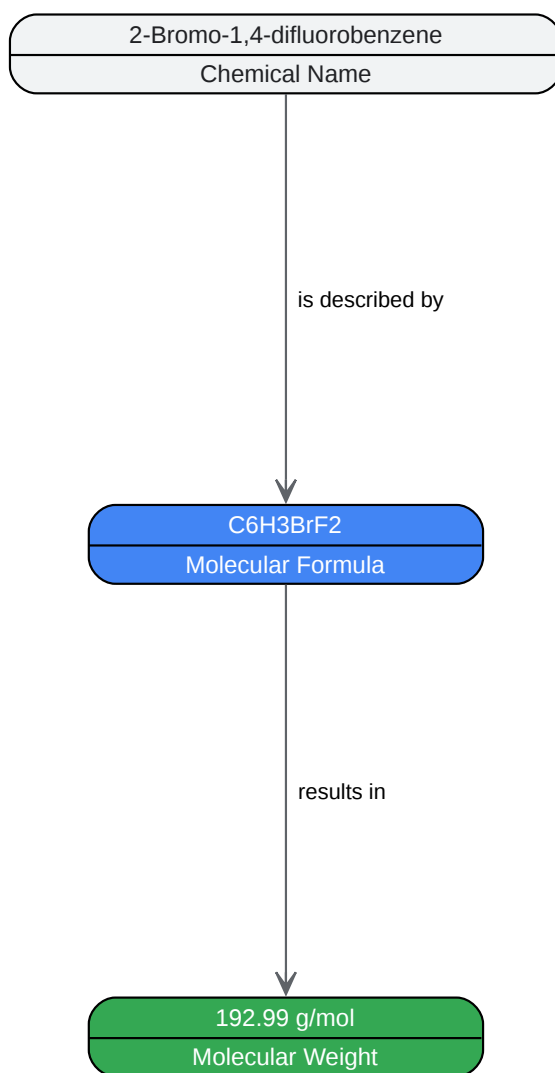 2-Bromo-1,4-difluorobenzene
Chemical Name
is described by
C6H3BrF2
Molecular Formula
results in
192.99 g/mol
Molecular Weight